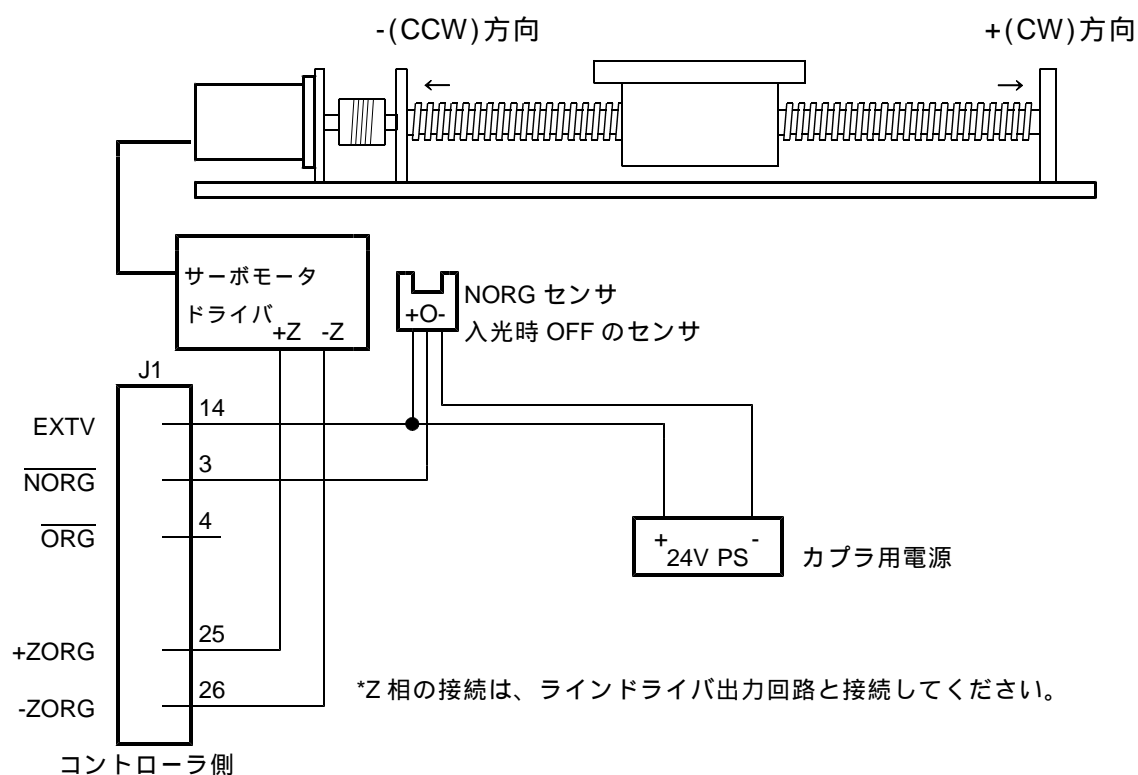 -(CCW)方向
+(CW)方向
←
→
サーボモータ
ドライバ
+Z -Z
+O-
NORG センサ
入光時 OFF のセンサ
J1
EXTV
14
NORG
3
ORG
4
+ 24V PS -
カプラ用電源
+ZORG
25
-ZORG
26
*Z 相の接続は、ラインドライバ出力回路と接続してください。
コントローラ側